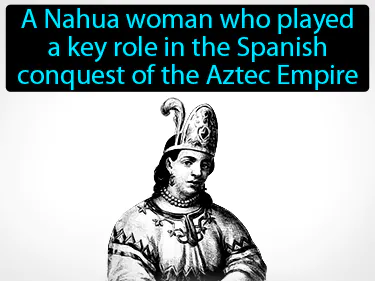 A Nahua woman who played
a key role in the Spanish
conquest of the Aztec Empire